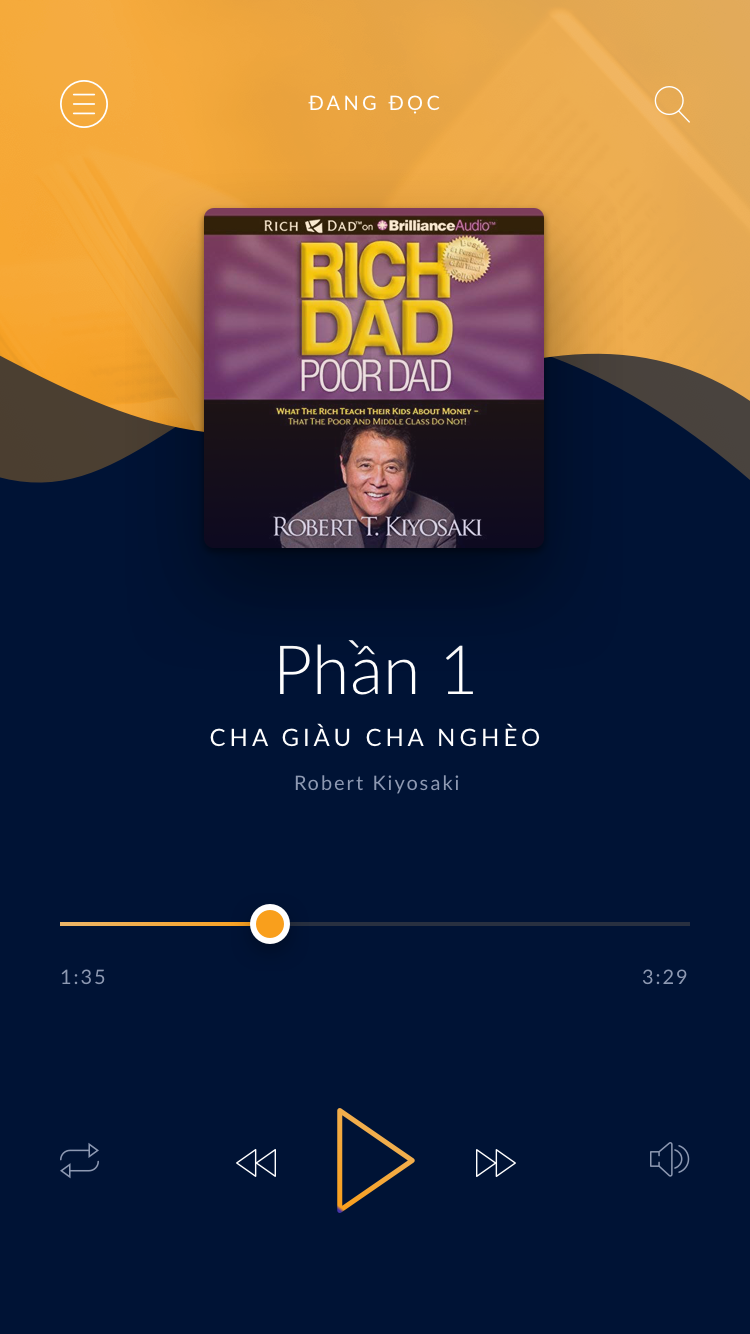 ĐANG ĐỌC
RICH DAD™ on BrillianceAudio™
RICH
DAD
POOR DAD
WHAT THE RICH TEACH THEIR KIDS ABOUT MONEY –
THAT THE POOR AND MIDDLE CLASS DO NOT!
ROBERT T. KIYOSAKI
Phần 1
CHA GIÀU CHA NGHÈO
Robert Kiyosaki
1:35
3:29